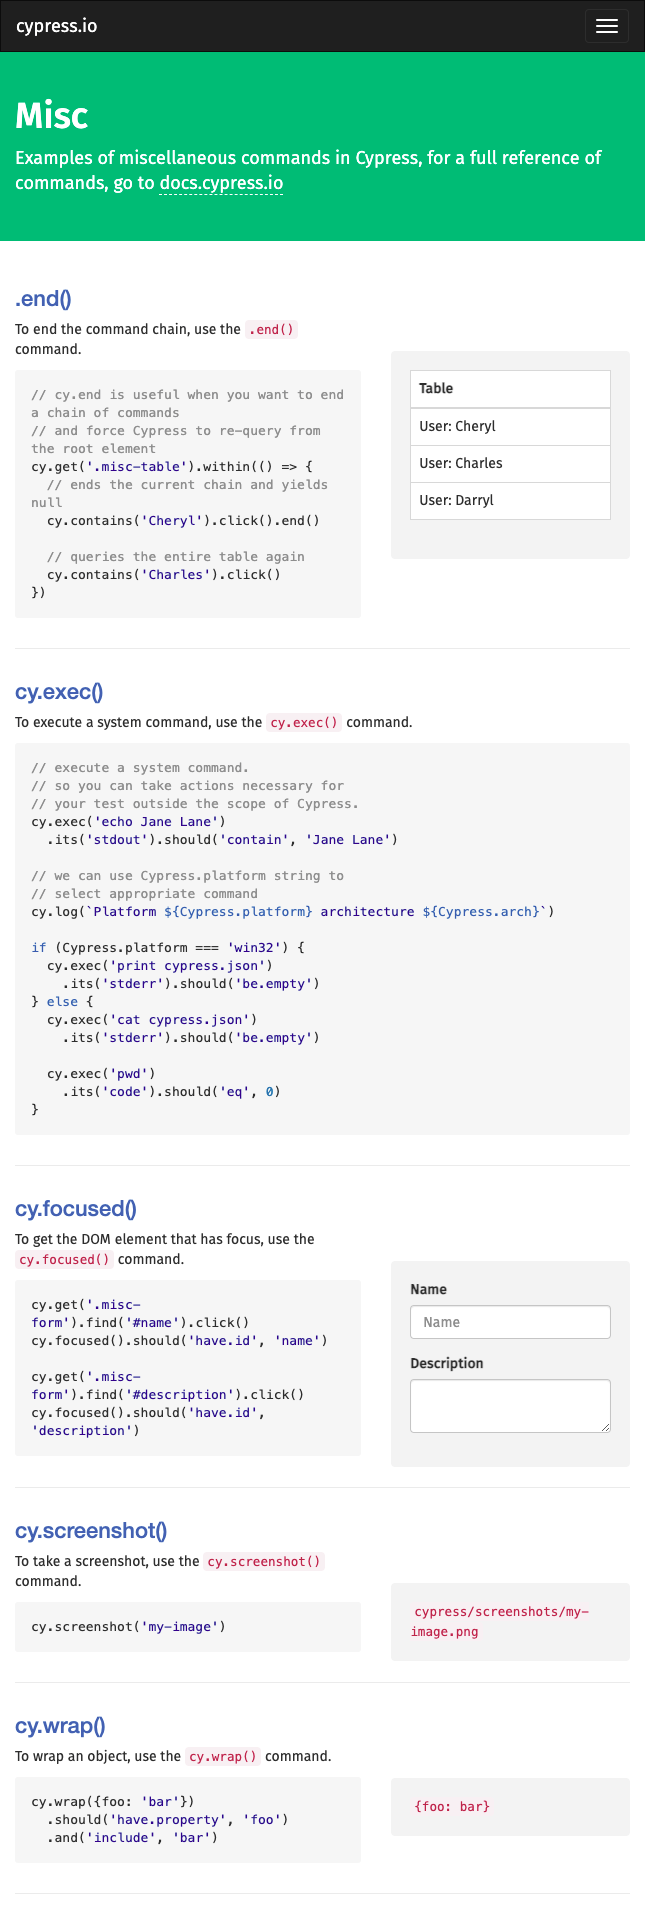 cypress.io
Misc
Examples of miscellaneous commands in Cypress, for a full reference of
commands, go to docs.cypress.io
.end()
To end the command chain, use the .end()
command.
// cy.end is useful when you want to end
a chain of commands
// and force Cypress to re-query from
the root element
cy.get('.misc-table').within(() => {
  // ends the current chain and yields
null
  cy.contains('Cheryl').click().end()

  // queries the entire table again
  cy.contains('Charles').click()
})
Table
User: Cheryl
User: Charles
User: Darryl
cy.exec()
To execute a system command, use the cy.exec() command.
// execute a system command.
// so you can take actions necessary for
// your test outside the scope of Cypress.
cy.exec('echo Jane Lane')
  .its('stdout').should('contain', 'Jane Lane')

// we can use Cypress.platform string to
// select appropriate command
cy.log(`Platform ${Cypress.platform} architecture ${Cypress.arch}`)

if (Cypress.platform === 'win32') {
  cy.exec('print cypress.json')
    .its('stderr').should('be.empty')
} else {
  cy.exec('cat cypress.json')
    .its('stderr').should('be.empty')

  cy.exec('pwd')
    .its('code').should('eq', 0)
}
cy.focused()
To get the DOM element that has focus, use the
cy.focused() command.
cy.get('.misc-
form').find('#name').click()
cy.focused().should('have.id', 'name')

cy.get('.misc-
form').find('#description').click()
cy.focused().should('have.id',
'description')
Name
Name
Description
cy.screenshot()
To take a screenshot, use the cy.screenshot()
command.
cy.screenshot('my-image')
cypress/screenshots/my-
image.png
cy.wrap()
To wrap an object, use the cy.wrap() command.
cy.wrap({foo: 'bar'})
  .should('have.property', 'foo')
  .and('include', 'bar')
{foo: bar}